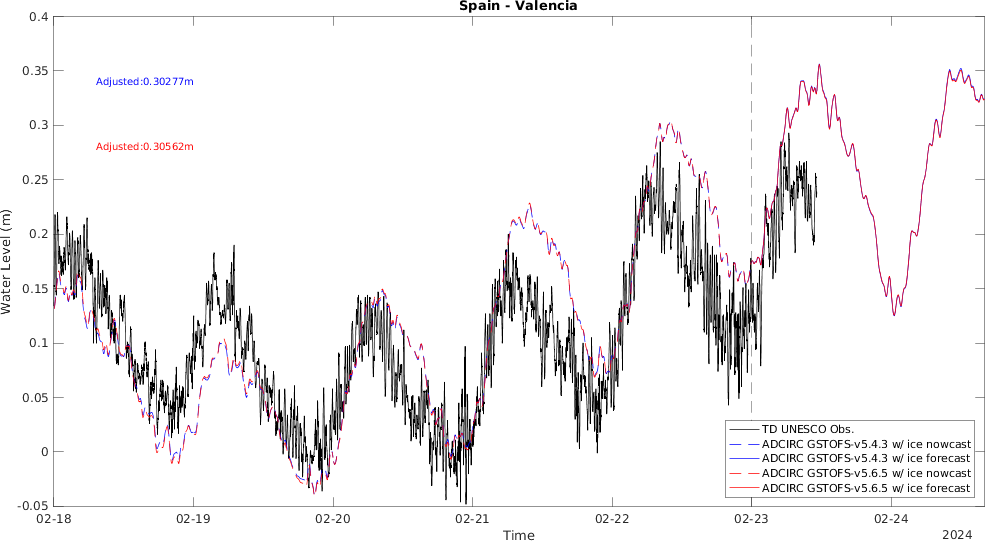 Spain - Valencia
0.4
0.35
0.3
0.25
0.2
0.15
0.1
0.05
0
-0.05
Water Level (m)
Adjusted:0.30277m
Adjusted:0.30562m
TD UNESCO Obs.
ADCIRC GSTOFS-v5.4.3 w/ ice nowcast
ADCIRC GSTOFS-v5.4.3 w/ ice forecast
ADCIRC GSTOFS-v5.6.5 w/ ice nowcast
ADCIRC GSTOFS-v5.6.5 w/ ice forecast
02-18 02-19 02-20 02-21 02-22 02-23 02-24
Time
2024